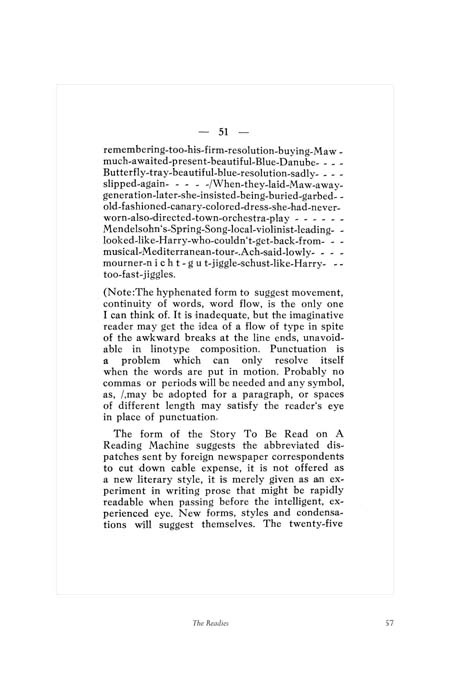 — 51 —
remembering-too-his-firm-resolution-buying-Maw -
much-awaited-present-beautiful-Blue-Danube- - - -
Butterfly-tray-beautiful-blue-resolution-sadly- - - -
slipped-again- - - - -/When-they-laid-Maw-away-
generation-later-she-insisted-being-buried-garbed- -
old-fashioned-canary-colored-dress-she-had-never-
worn-also-directed-town-orchestra-play - - - - - -
Mendelsohn's-Spring-Song-local-violinist-leading- -
looked-like-Harry-who-couldn't-get-back-from- - -
musical-Mediterranean-tour-.Ach-said-lowly- - - -
mourner-n i c h t - g u t-jiggle-schust-like-Harry- - -
too-fast-jiggles.
(Note:The hyphenated form to suggest movement,
continuity of words, word flow, is the only one
I can think of. It is inadequate, but the imaginative
reader may get the idea of a flow of type in spite
of the awkward breaks at the line ends, unavoid-
able in linotype composition. Punctuation is
a problem which can only resolve itself
when the words are put in motion. Probably no
commas or periods will be needed and any symbol,
as, /,may be adopted for a paragraph, or spaces
of different length may satisfy the reader's eye
in place of punctuation.
The form of the Story To Be Read on A
Reading Machine suggests the abbreviated dis-
patches sent by foreign newspaper correspondents
to cut down cable expense, it is not offered as
a new literary style, it is merely given as an ex-
periment in writing prose that might be rapidly
readable when passing before the intelligent, ex-
perienced eye. New forms, styles and condensa-
tions will suggest themselves. The twenty-five
The Readies 57